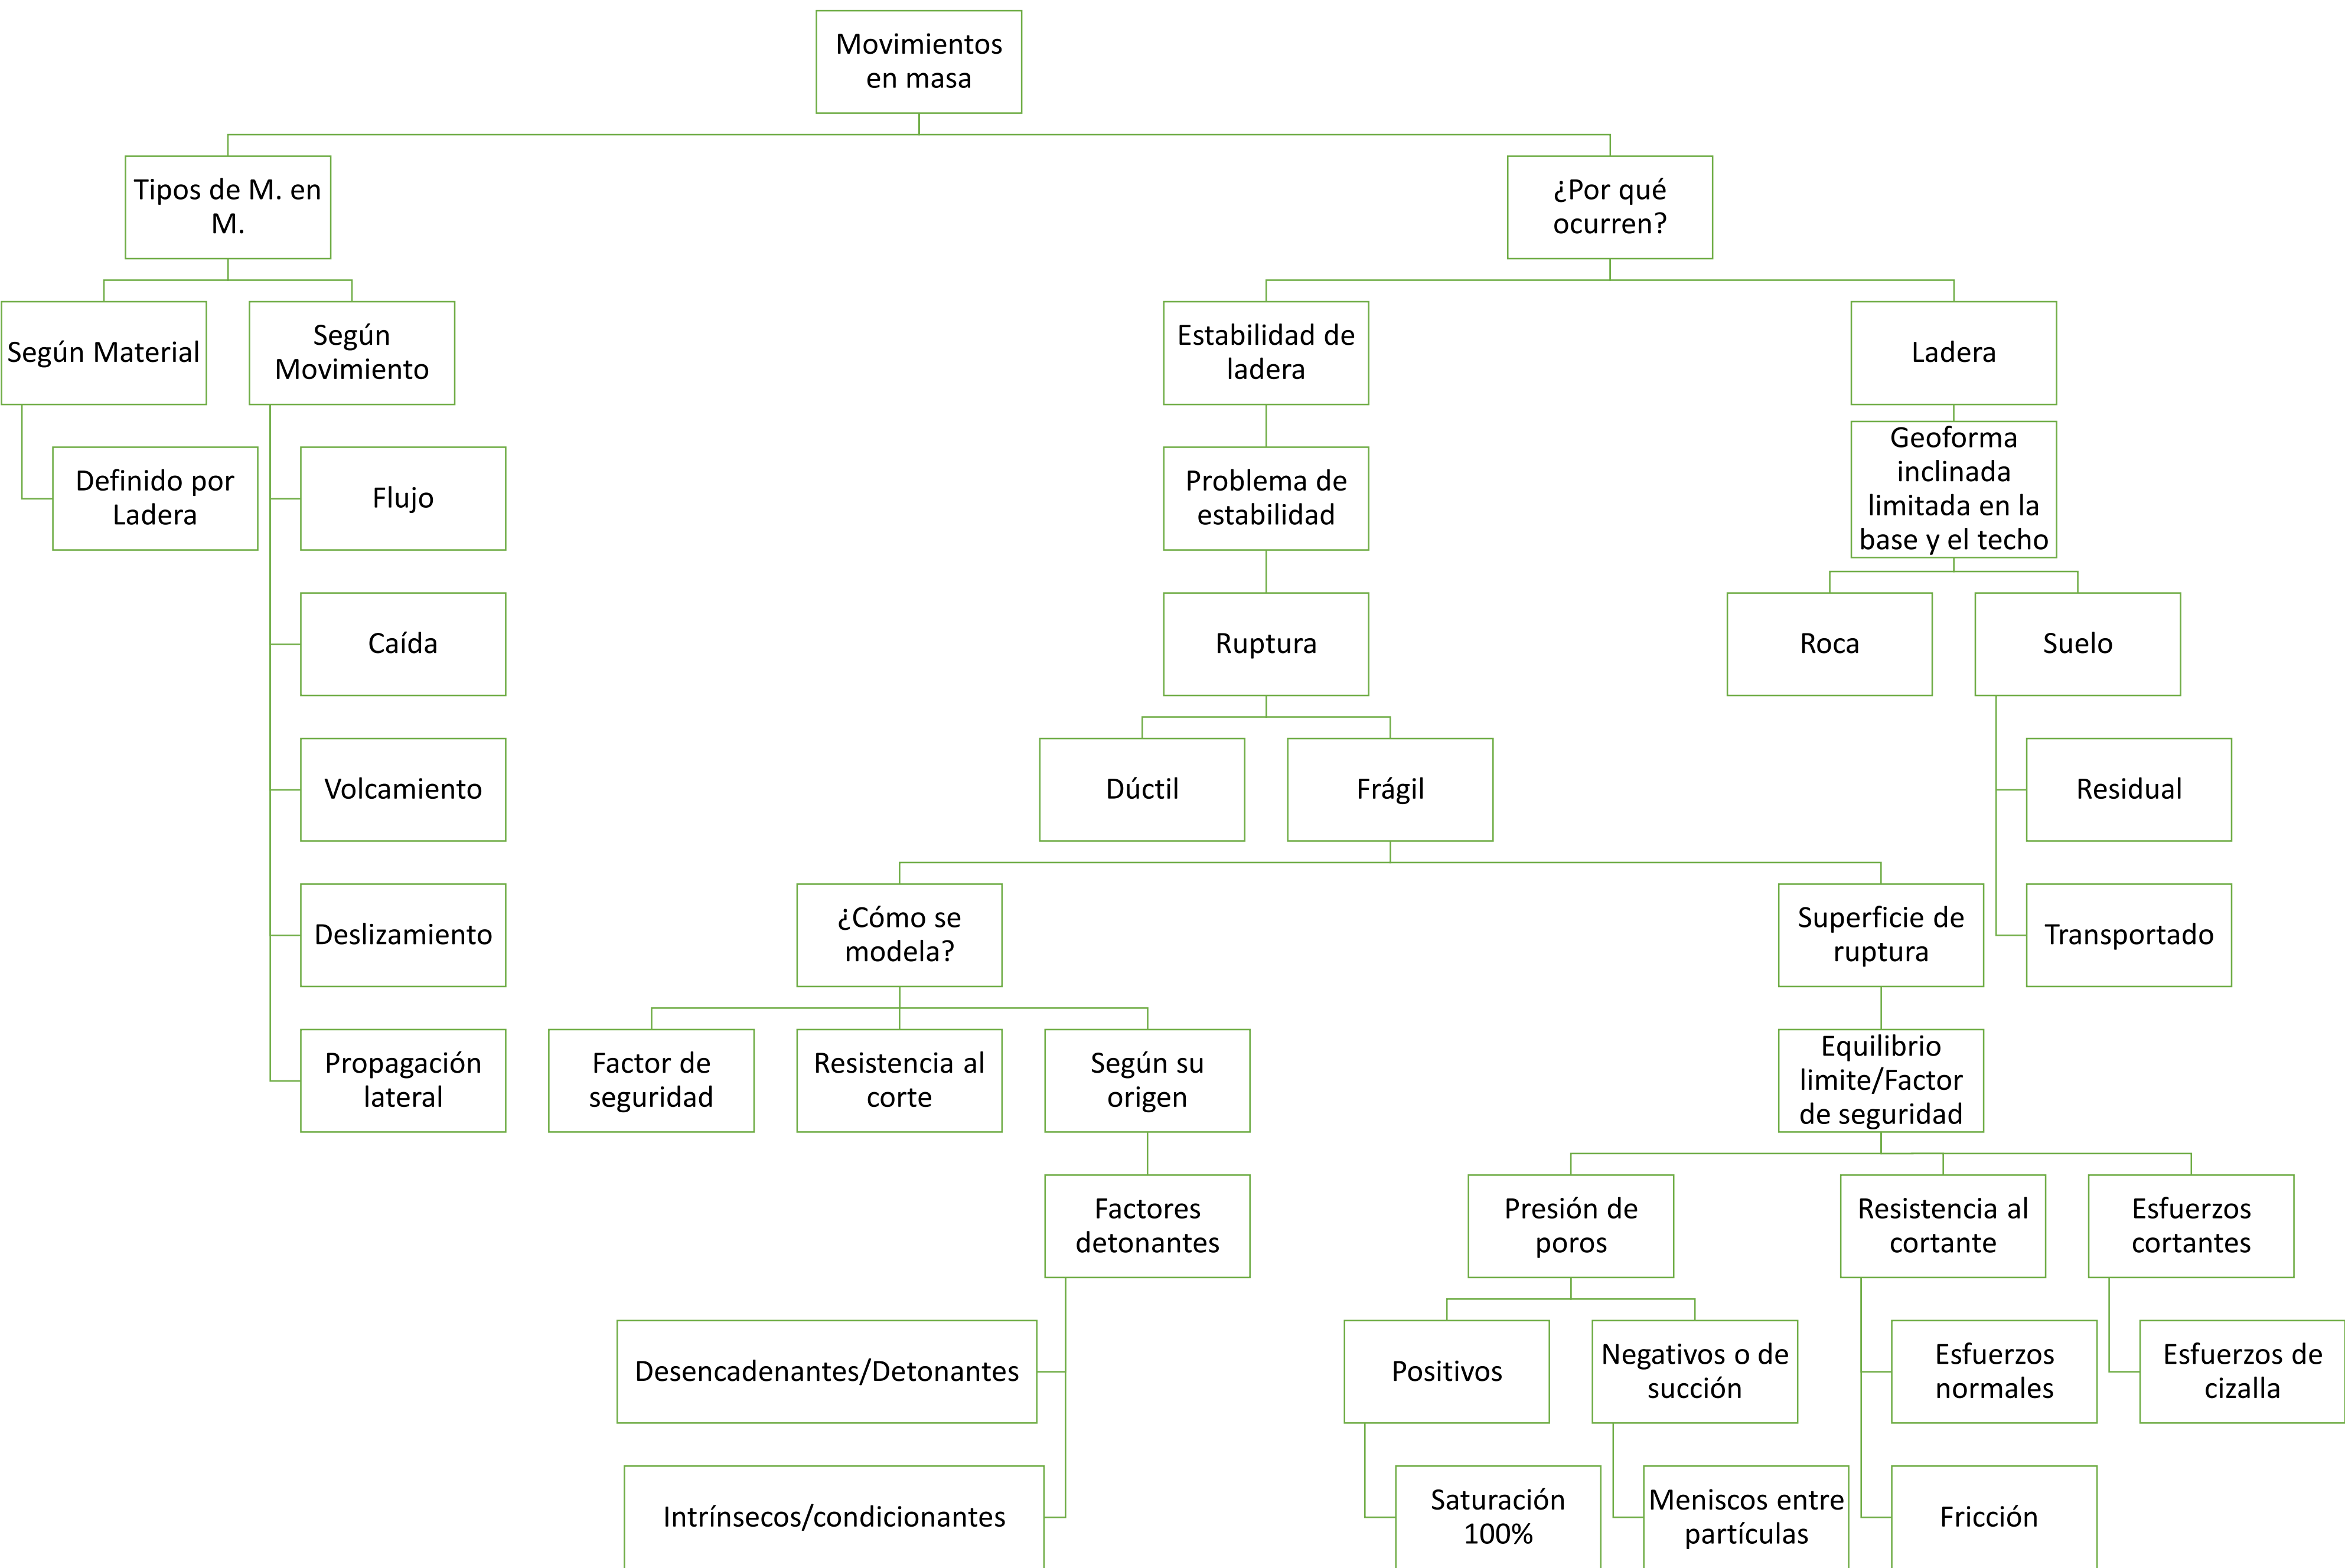 Movimientos
en masa
Tipos de M. en
M.
¿Por qué
ocurren?
Según Material
Según
Movimiento
Estabilidad de
ladera
Ladera
Definido por
Ladera
Flujo
Problema de
estabilidad
Geoforma
inclinada
limitada en la
base y el techo
Caída
Ruptura
Roca
Suelo
Volcamiento
Dúctil
Frágil
Residual
Deslizamiento
¿Cómo se
modela?
Superficie de
ruptura
Transportado
Propagación
lateral
Factor de
seguridad
Resistencia al
corte
Según su
origen
Equilibrio
limite/Factor
de seguridad
Factores
detonantes
Presión de
poros
Resistencia al
cortante
Esfuerzos
cortantes
Desencadenantes/Detonantes
Positivos
Negativos o de
succión
Esfuerzos
normales
Esfuerzos de
cizalla
Intrínsecos/condicionantes
Saturación
100%
Meniscos entre
partículas
Fricción